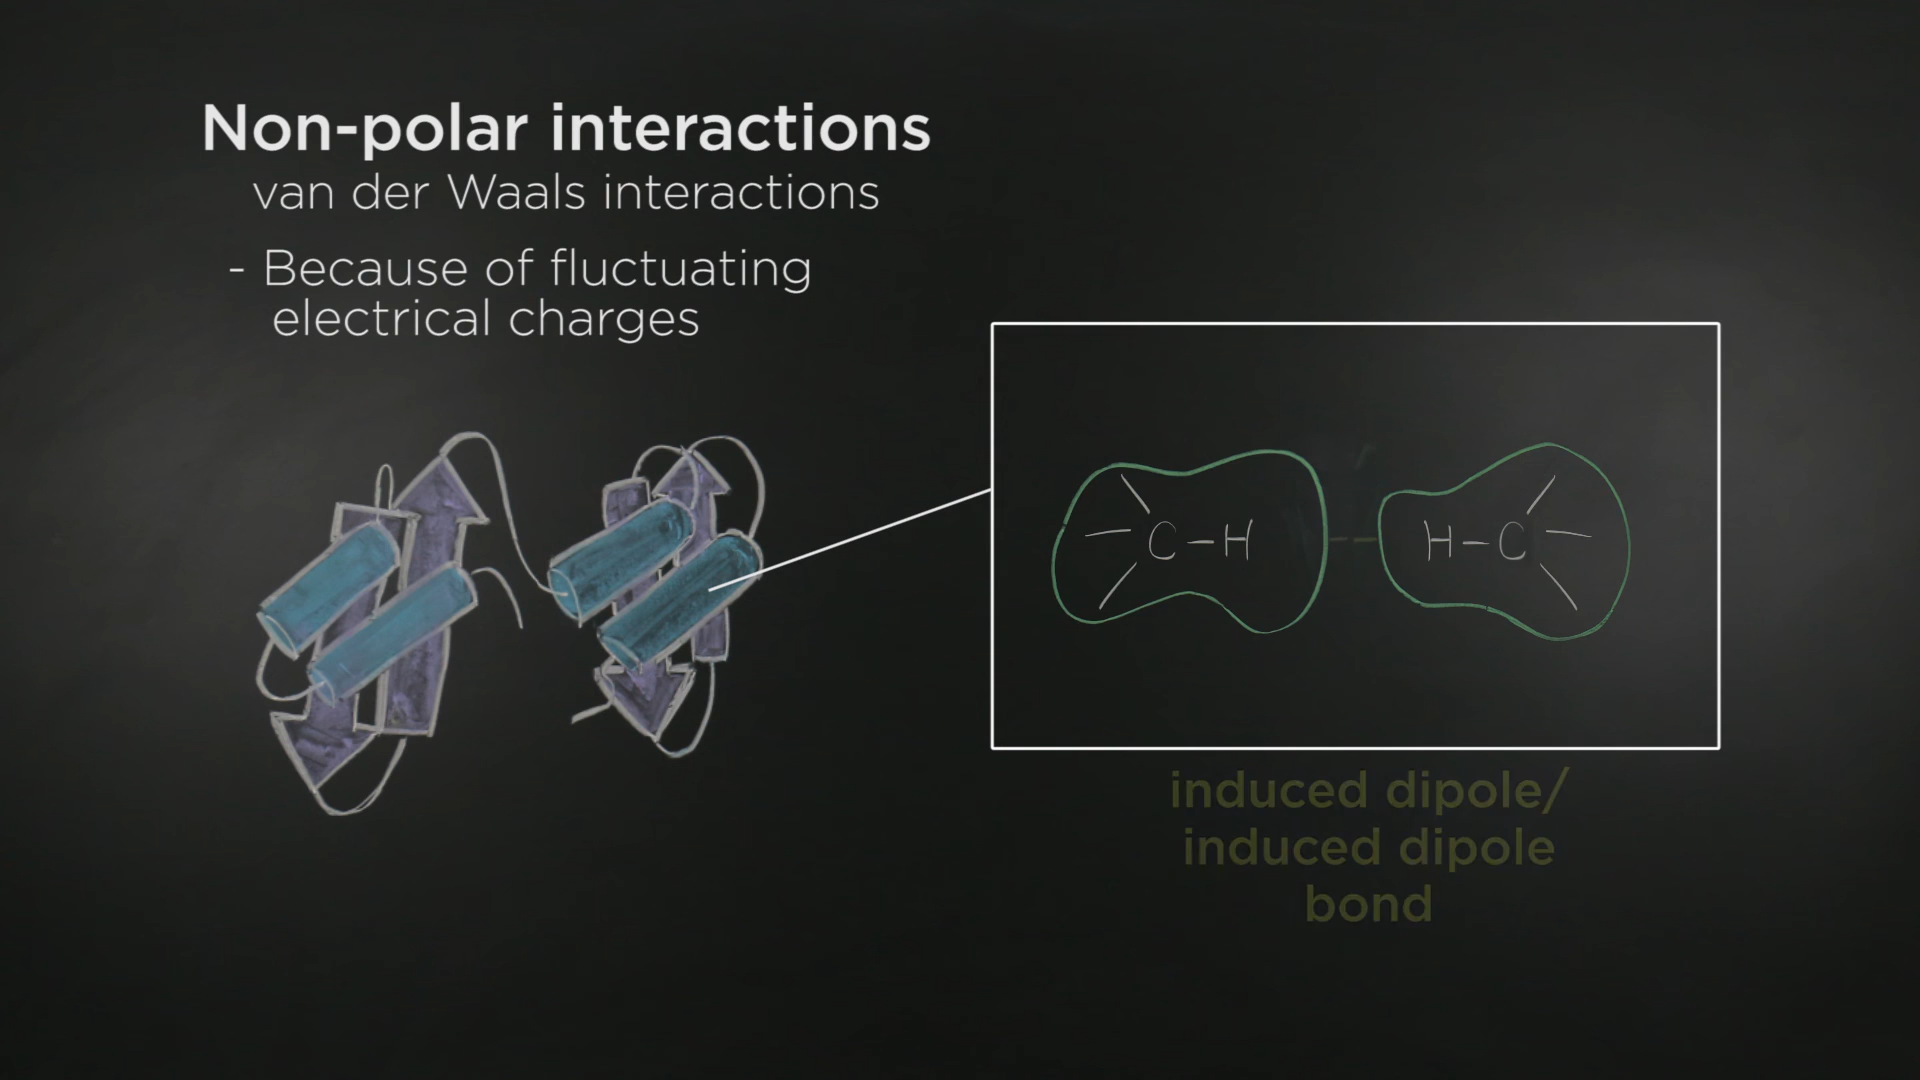 Non-polar interactions
van der Waals interactions
- Because of fluctuating
electrical charges
C-H
H-C
induced dipole/
induced dipole
bond